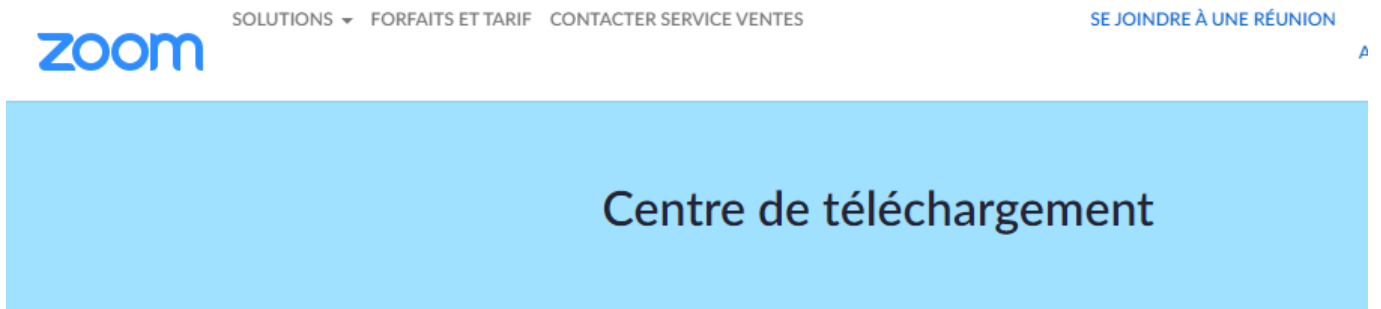 zoom
SOLUTIONS FORFAITS ET TARIF CONTACTER SERVICE VENTES SE JOINDRE À UNE RÉUNION
Centre de téléchargement